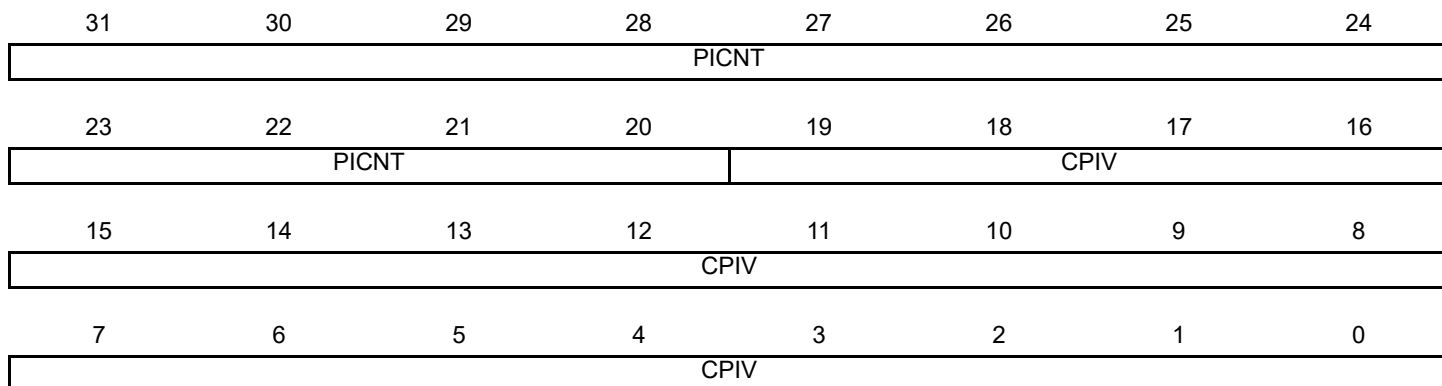 31 30 29 28 27 26 25 24
PICNT
23 22 21 20 19 18 17 16
PICNT CPIV
15 14 13 12 11 10 9 8
CPIV
7 6 5 4 3 2 1 0
CPIV